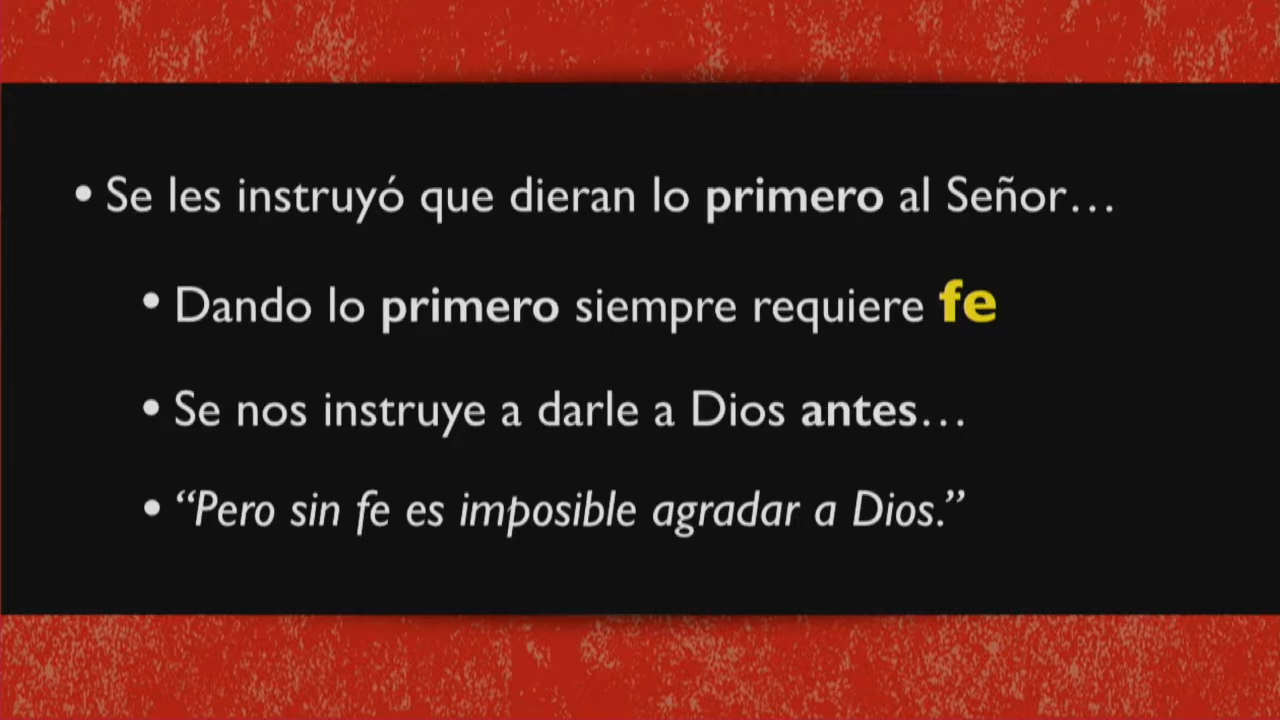 • Se les instruyó que dieran lo primero al Señor…
• Dando lo primero siempre requiere fe
• Se nos instruye a darle a Dios antes…
• “Pero sin fe es imposible agradar a Dios.”